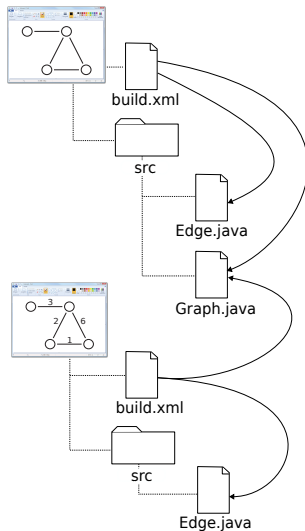 build.xml
src
Edge.java
Graph.java
3
2
6
1
build.xml
src
Edge.java